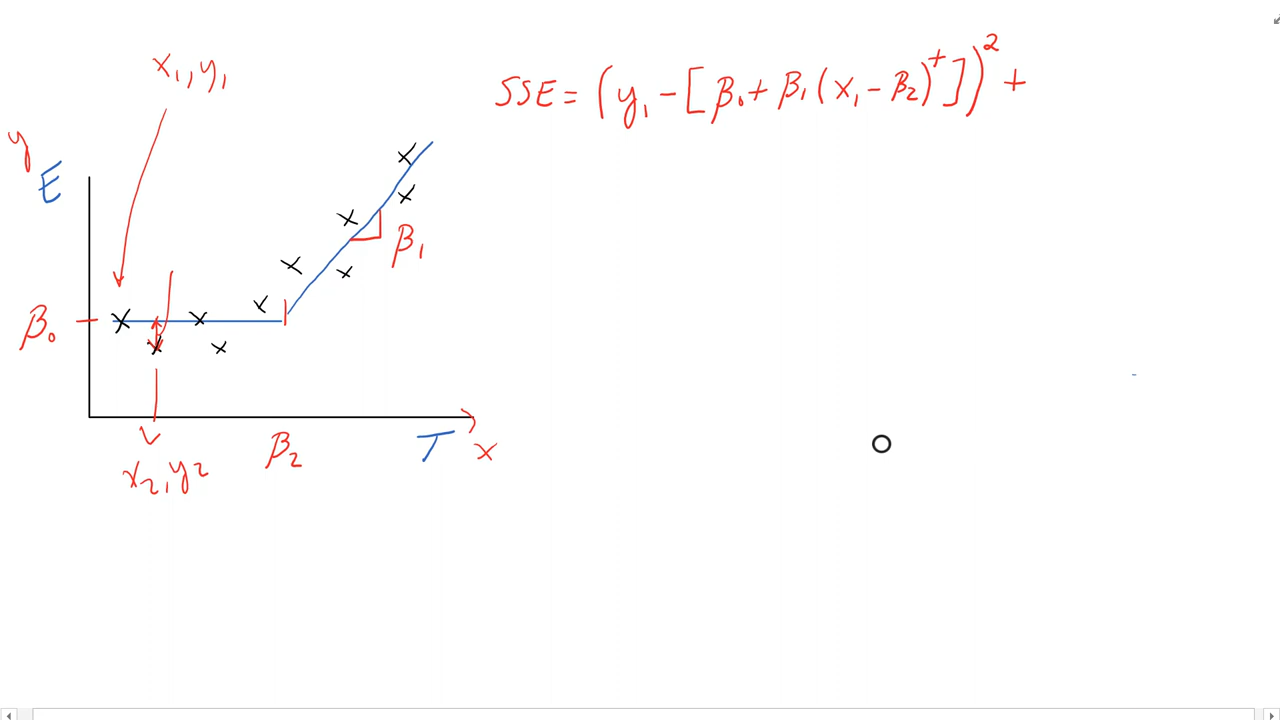 x₁, y₁
SSE = (y₁ - [β₀ + β₁(x₁ - β₂)⁺])² +
y
E
β₁
β₀
β₂
T
x
x₂, y₂